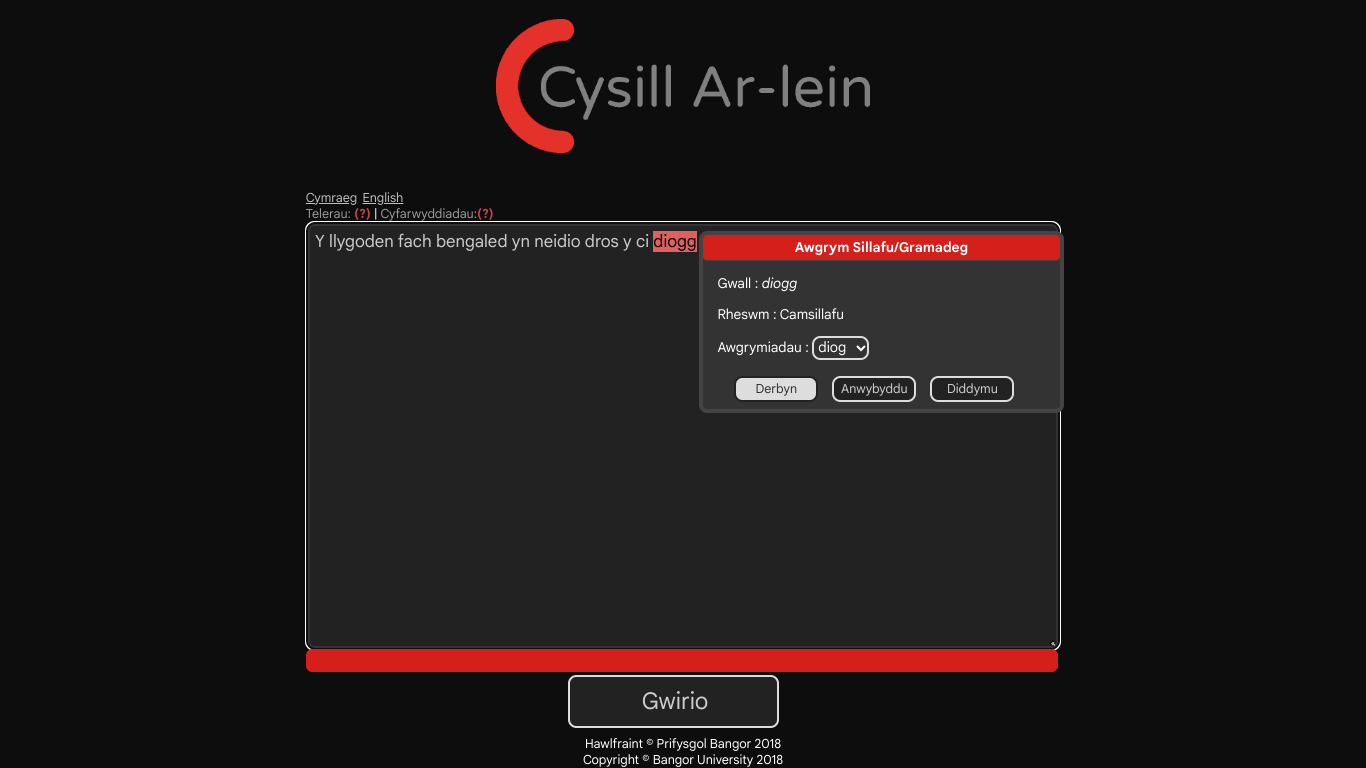 Cysill Ar-lein
Cymraeg English
Telerau: (?) | Cyfarwyddiadau:(?)
Y llygoden fach bengaled yn neidio dros y ci diogg
Awgrym Sillafu/Gramadeg
Gwall : diogg
Rheswm : Camsillafu
Awgrymiadau : diog
Derbyn Anwybyddu Diddymu
Gwirio
Hawlfraint © Prifysgol Bangor 2018
Copyright © Bangor University 2018